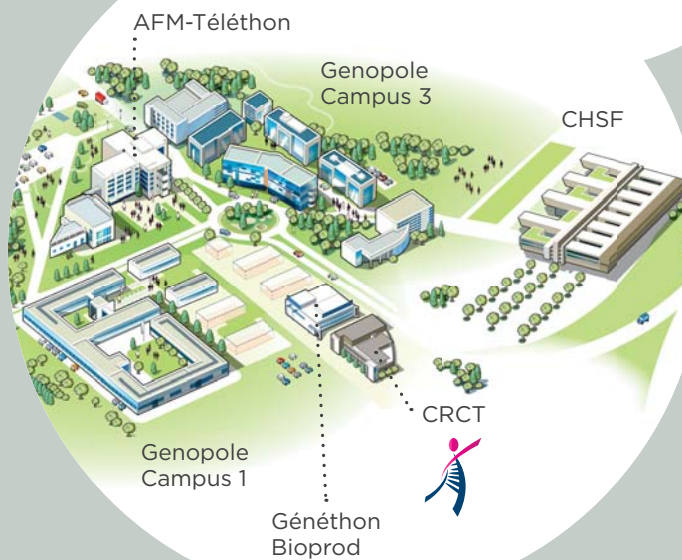 AFM-Téléthon
Genopole
Campus 3
CHSF
CRCT
Genopole
Campus 1
Généthon
Bioprod